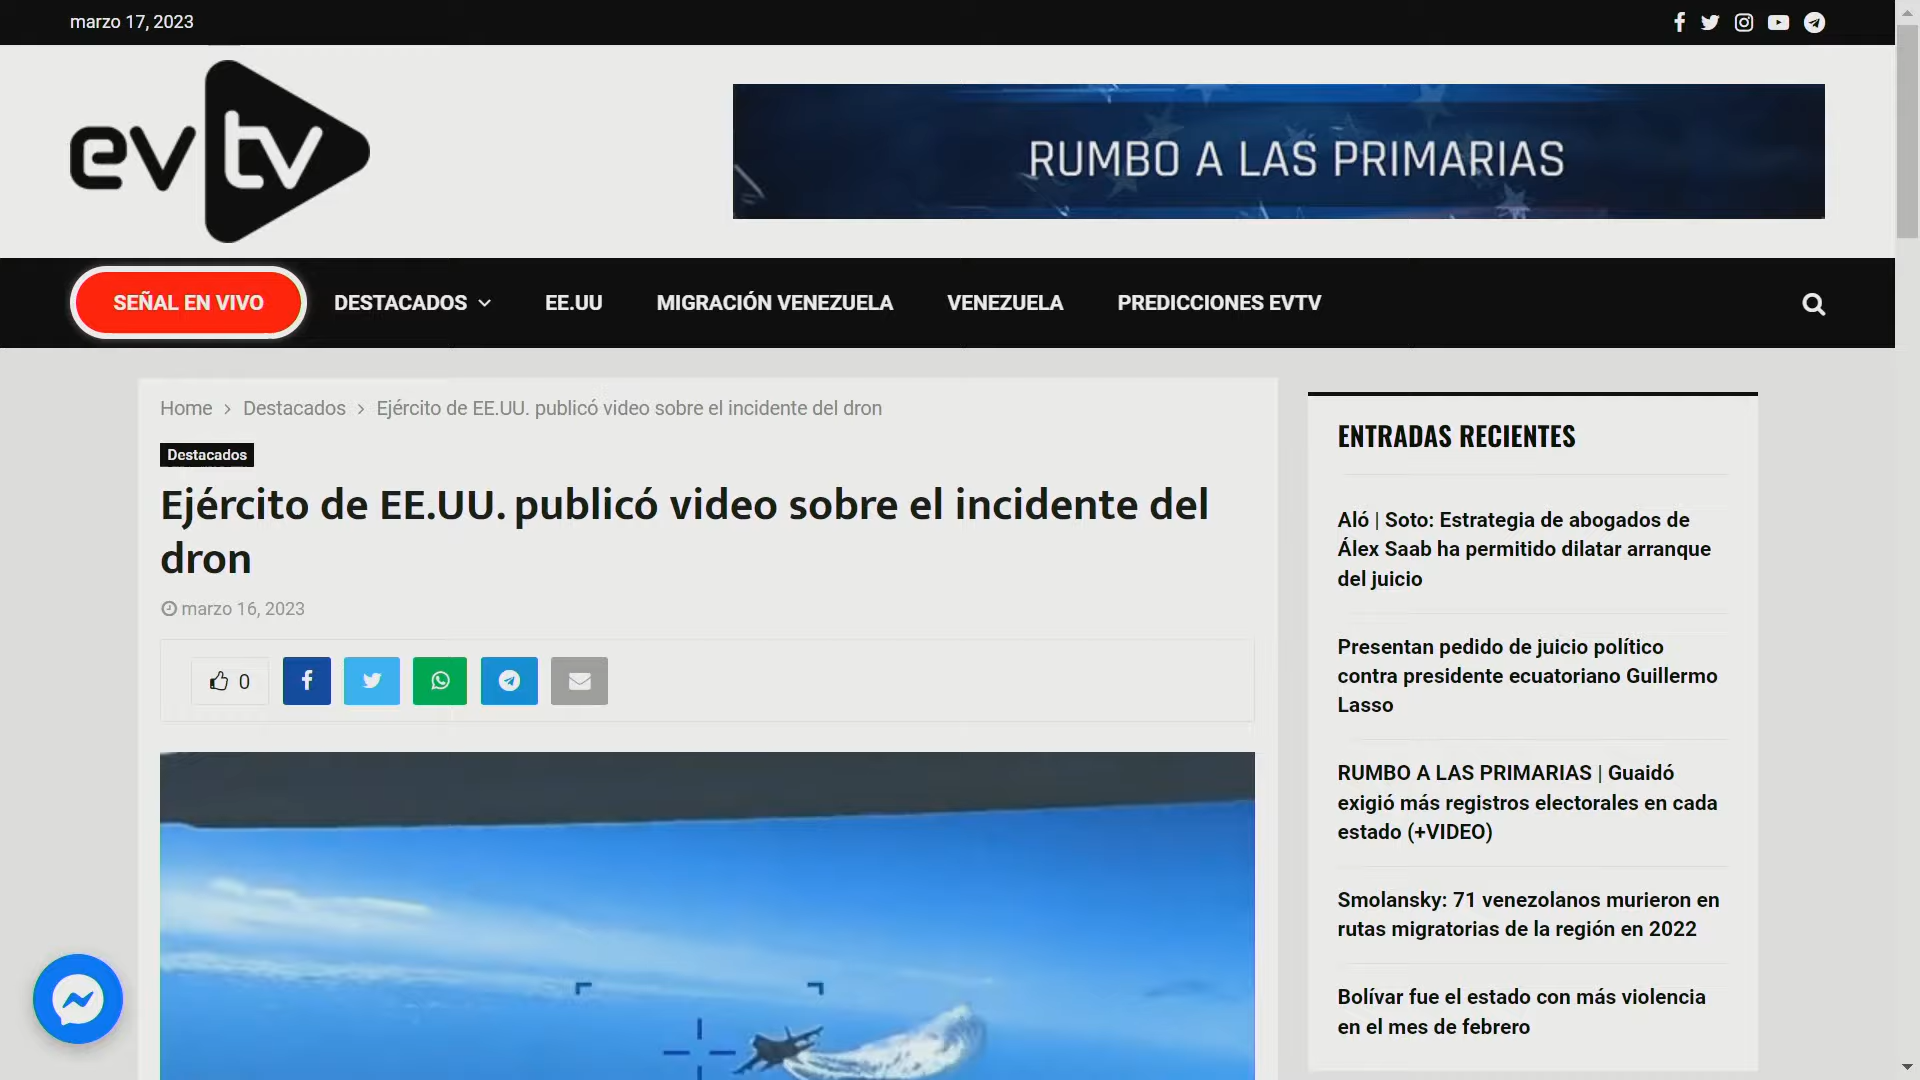 marzo 17, 2023
evtv
RUMBO A LAS PRIMARIAS
SEÑAL EN VIVO
DESTACADOS
EE.UU
MIGRACIÓN VENEZUELA
VENEZUELA
PREDICCIONES EVTV
Home > Destacados > Ejército de EE.UU. publicó video sobre el incidente del dron
Destacados
Ejército de EE.UU. publicó video sobre el incidente del
dron
marzo 16, 2023
0
ENTRADAS RECIENTES
Aló | Soto: Estrategia de abogados de
Álex Saab ha permitido dilatar arranque
del juicio
Presentan pedido de juicio político
contra presidente ecuatoriano Guillermo
Lasso
RUMBO A LAS PRIMARIAS | Guaidó
exigió más registros electorales en cada
estado (+VIDEO)
Smolansky: 71 venezolanos murieron en
rutas migratorias de la región en 2022
Bolívar fue el estado con más violencia
en el mes de febrero